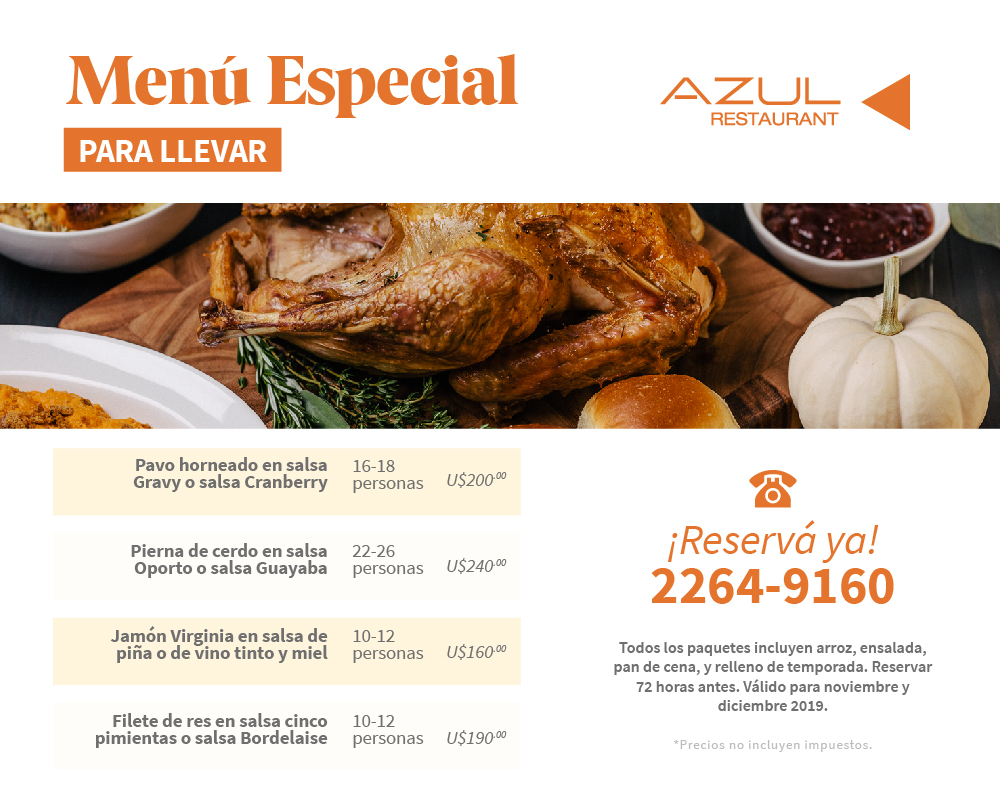 Menú Especial
PARA LLEVAR
AZUL
RESTAURANT
Pavo horneado en salsa
Gravy o salsa Cranberry
16-18
personas
U$200.00
Pierna de cerdo en salsa
Oporto o salsa Guayaba
22-26
personas
U$240.00
Jamón Virginia en salsa de
piña o de vino tinto y miel
10-12
personas
U$160.00
Filete de res en salsa cinco
pimientas o salsa Bordelaise
10-12
personas
U$190.00
¡Reservá ya!
2264-9160
Todos los paquetes incluyen arroz, ensalada,
pan de cena, y relleno de temporada. Reservar
72 horas antes. Válido para noviembre y
diciembre 2019.
*Precios no incluyen impuestos.